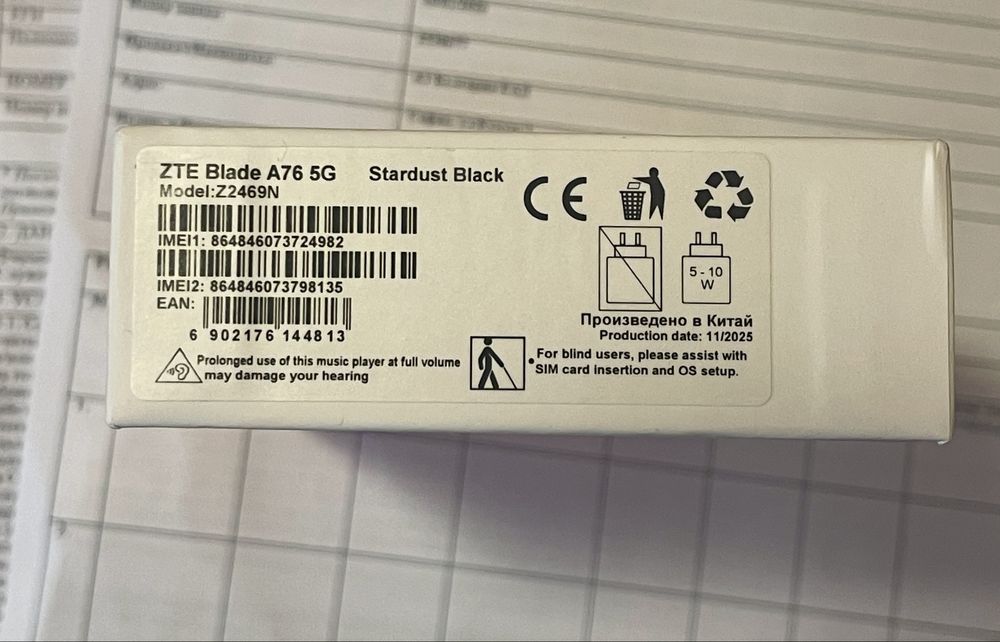 ZTE Blade A76 5G Stardust Black
Model:Z2469N
IMEI1: 864846073724982
IMEI2: 864846073798135
EAN:
6 902176 144813
Prolonged use of this music player at full volume
may damage your hearing
CE
5 - 10
W
Произведено в Китай
Production date: 11/2025
• For blind users, please assist with
SIM card insertion and OS setup.